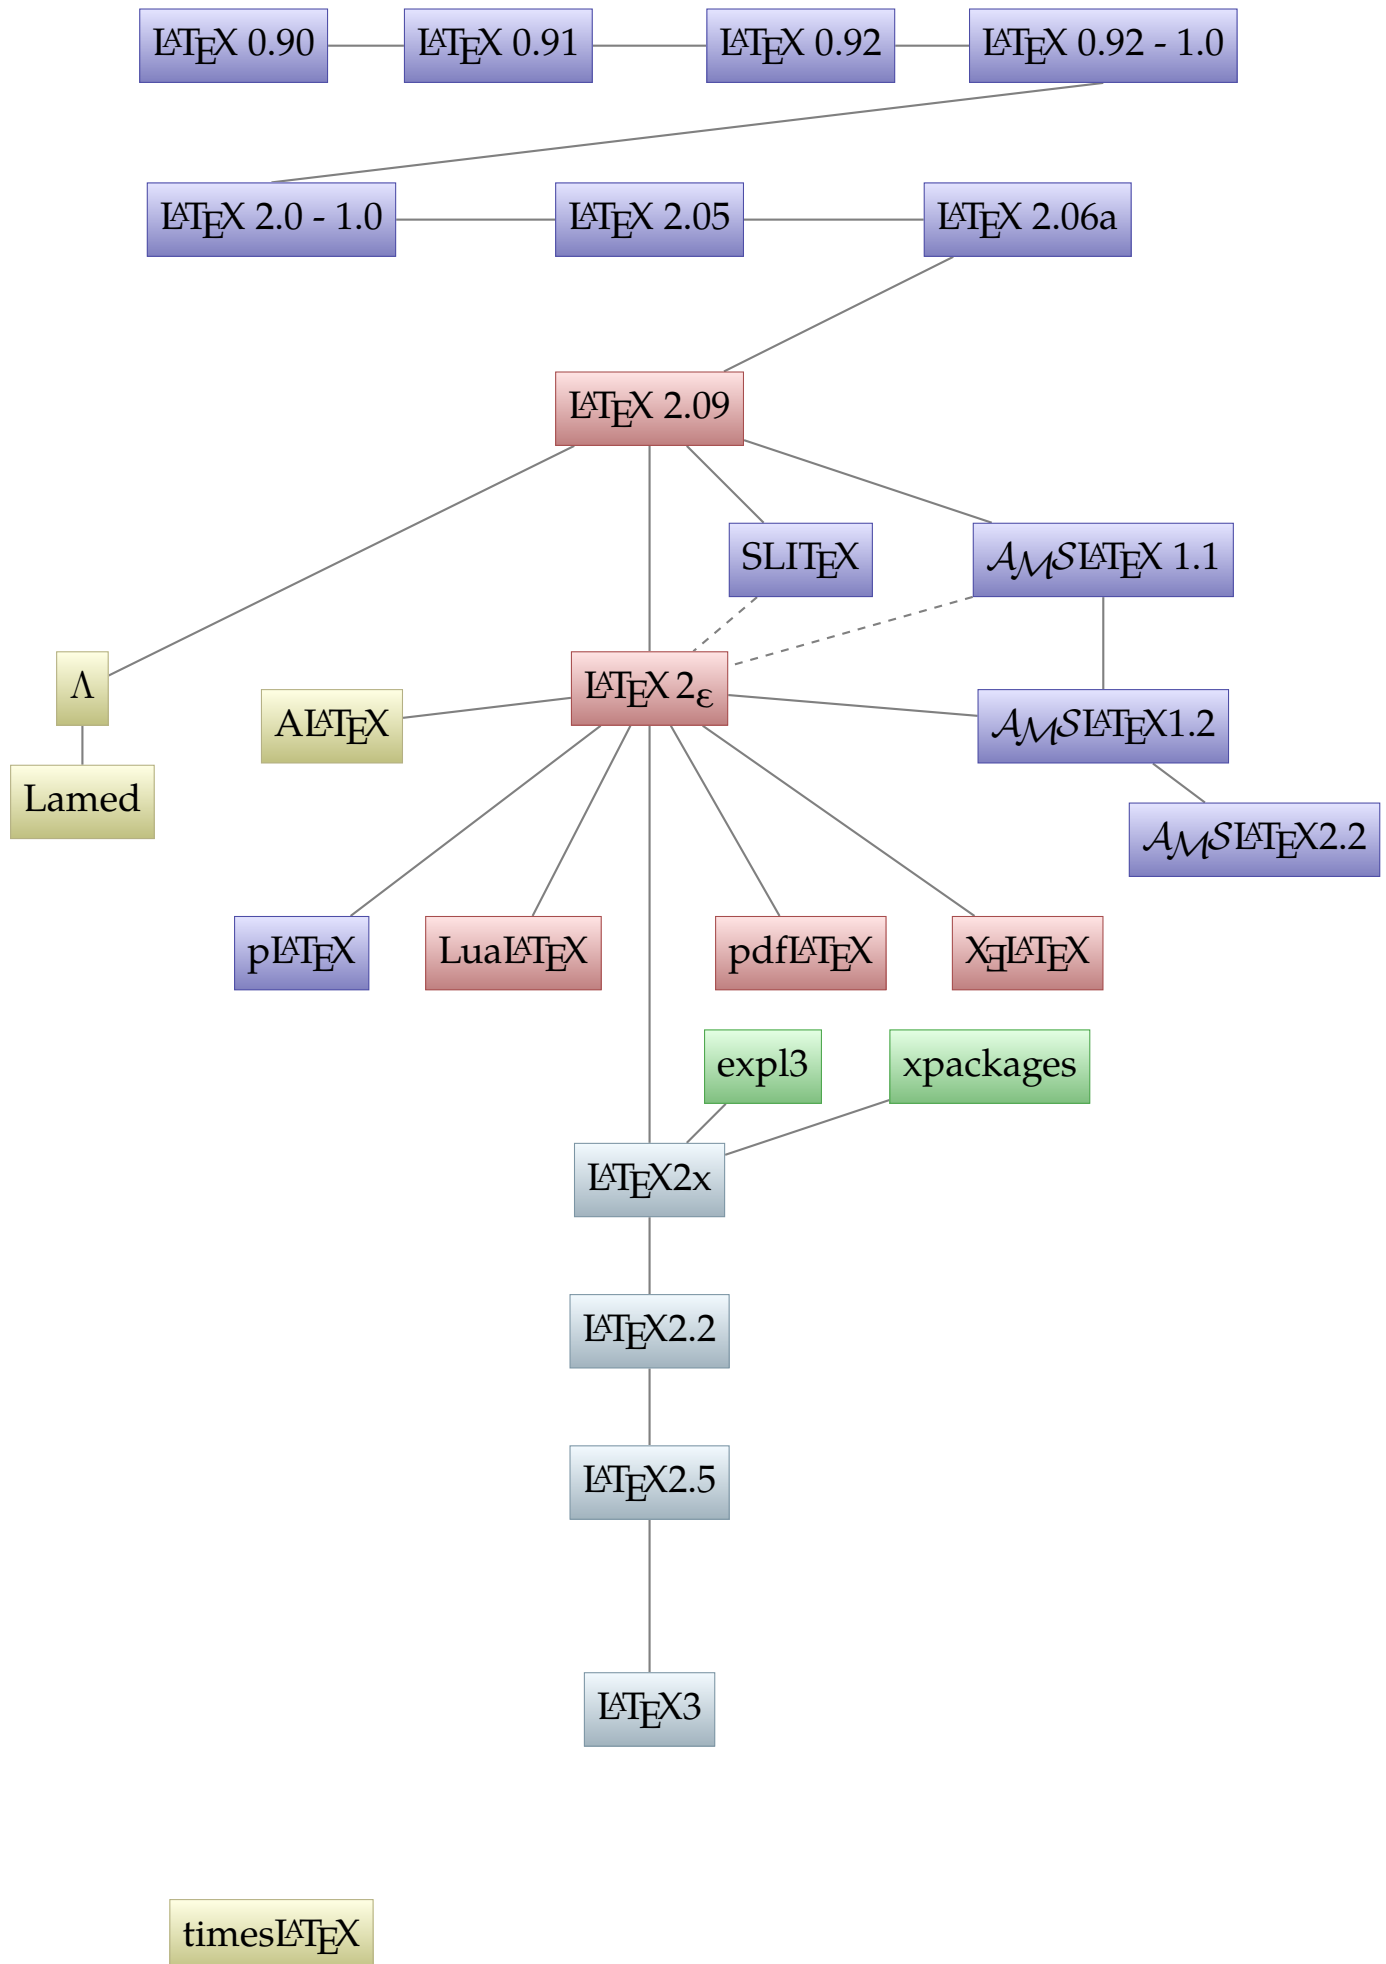 LATEX 0.90
LATEX 0.91
LATEX 0.92
LATEX 0.92 - 1.0
LATEX 2.0 - 1.0
LATEX 2.05
LATEX 2.06a
LATEX 2.09
SLITEX
AMSLATEX 1.1
Λ
LATEX 2ε
ALATEX
AMSLATEX1.2
Lamed
AMSLATEX2.2
pLATEX
LuaLATEX
pdfLATEX
XƎLATEX
expl3
xpackages
LATEX2x
LATEX2.2
LATEX2.5
LATEX3
timesLATEX